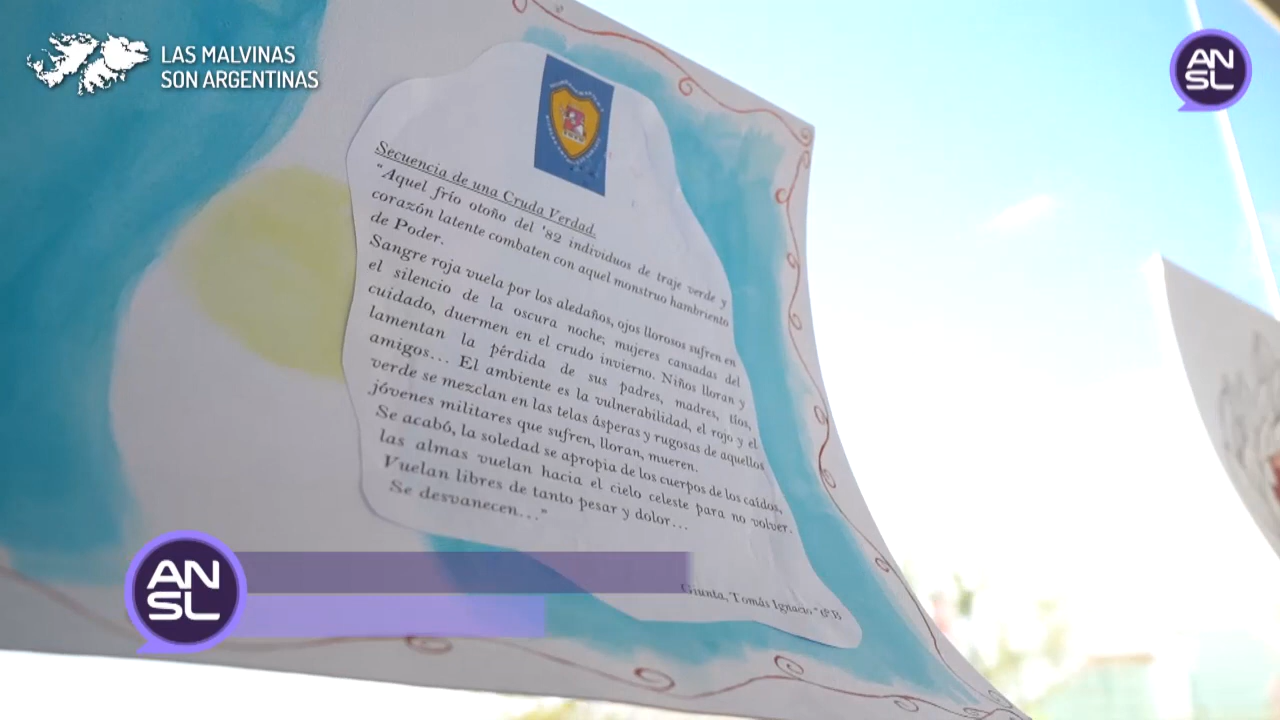 LAS MALVINAS
SON ARGENTINAS
AN
SL
Secuencia de una Cruda Verdad.
"Aquel frío otoño del '82 individuos de traje verde y
corazón latente combaten con aquel monstruo hambriento
de Poder.
Sangre roja vuela por los aledaños, ojos llorosos sufren en
el silencio de la oscura noche, mujeres cansadas del
cuidado, duermen en el crudo invierno. Niños lloran y
lamentan la pérdida de sus padres, madres, tíos,
amigos... El ambiente es la vulnerabilidad, el rojo y el
verde se mezclan en las telas ásperas y rugosas de aquellos
jóvenes militares que sufren, lloran, mueren.
Se acabó, la soledad se apropia de los cuerpos de los caídos,
las almas vuelan hacia el cielo celeste para no volver.
Vuelan libres de tanto pesar y dolor...
Se desvanecen..."
Giunta, Tomás Ignacio
AN
SL